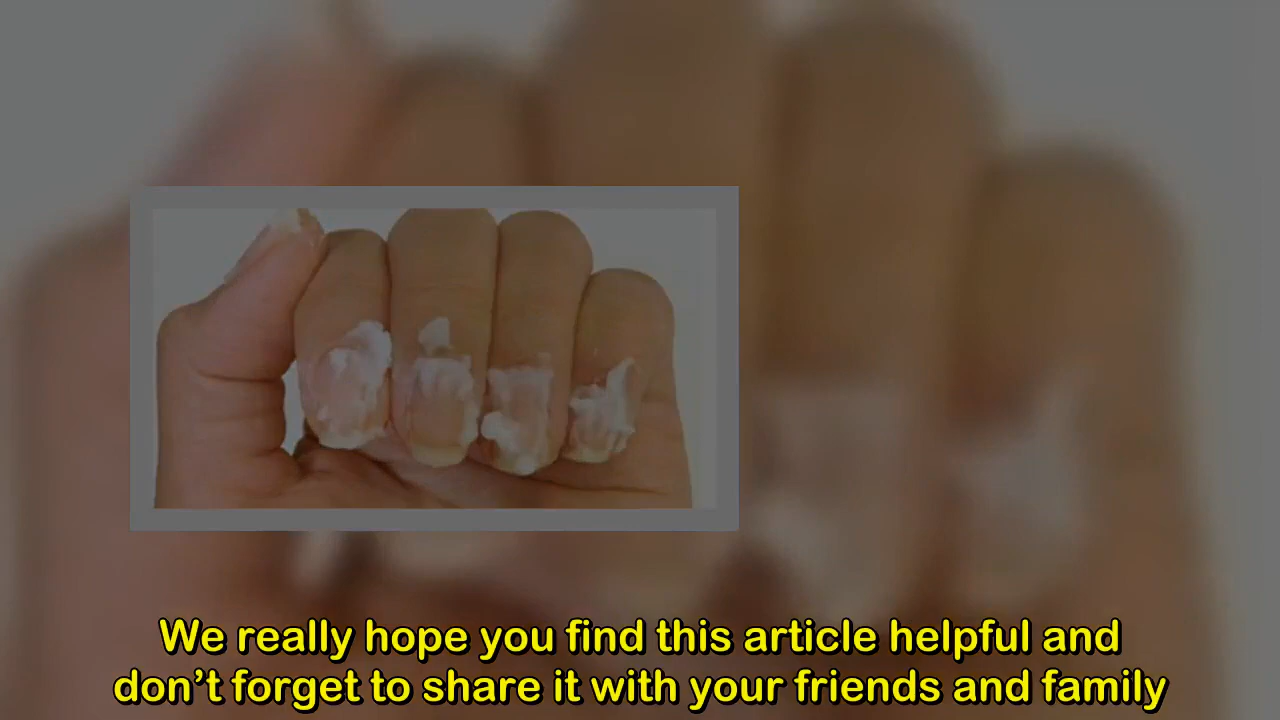 We really hope you find this article helpful and
don't forget to share it with your friends and family